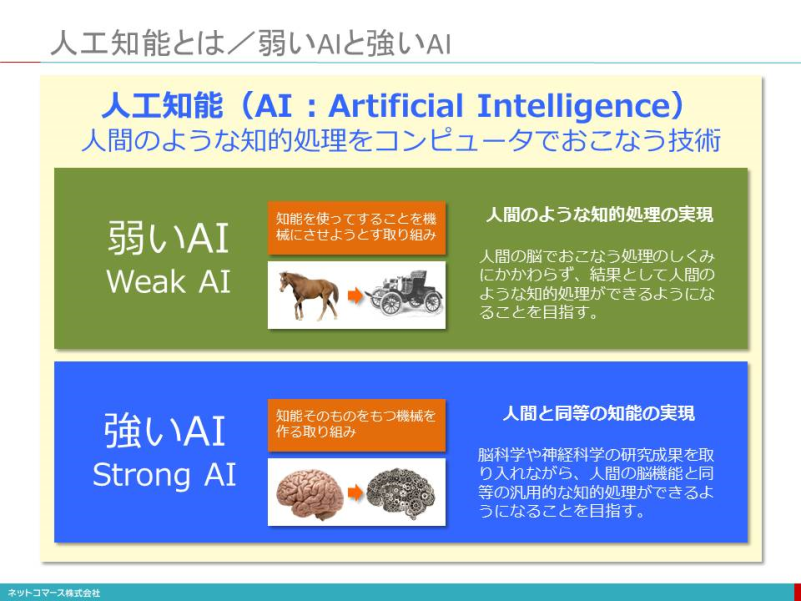 人工知能とは／弱いAIと強いAI
人工知能（AI : Artificial Intelligence）
人間のような知的処理をコンピュータでおこなう技術
弱いAI
Weak AI
知能を使ってすることを機
械にさせようとす取り組み
人間のような知的処理の実現
人間の脳でおこなう処理のしくみ
にかかわらず、結果として人間の
ような知的処理ができるようにな
ることを目指す。
強いAI
Strong AI
知能そのものをもつ機械を
作る取り組み
人間と同等の知能の実現
脳科学や神経科学の研究成果を取
り入れながら、人間の脳機能と同
等の汎用的な知的処理ができるよ
うになることを目指す。
ネットコマース株式会社